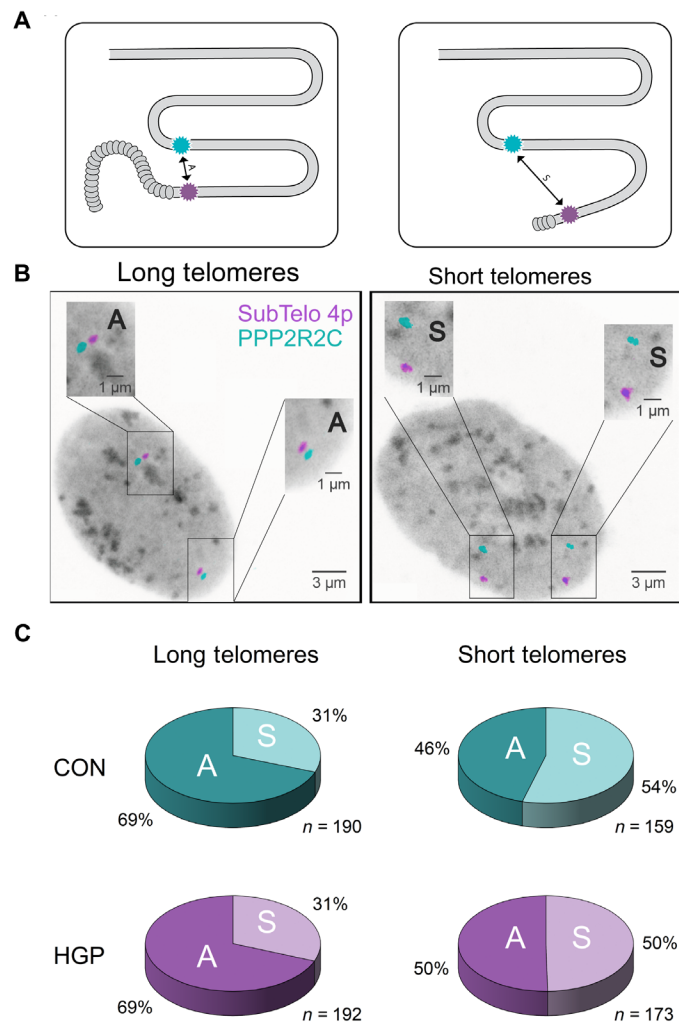 A
A
S
B
Long telomeres
Short telomeres
SubTelo 4p
PPP2R2C
A
1 µm
A
1 µm
3 µm
S
1 µm
S
1 µm
3 µm
C
Long telomeres
Short telomeres
CON
A
S
31%
69%
n = 190
A
S
46%
54%
n = 159
HGP
A
S
31%
69%
n = 192
A
S
50%
50%
n = 173